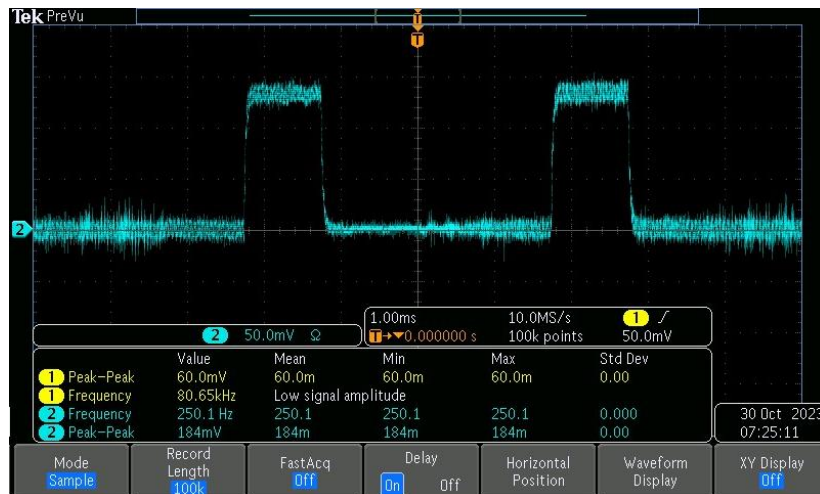 Tek PreVu
T
T
2
2 50.0mV Ω
1.00ms 10.0MS/s 1 ∫
T→▼0.000000 s 100k points 50.0mV
Value Mean Min Max Std Dev
1 Peak-Peak 60.0mV 60.0m 60.0m 60.0m 0.00
1 Frequency 80.65kHz Low signal amplitude
2 Frequency 250.1 Hz 250.1 250.1 250.1 0.000
2 Peak-Peak 184mV 184m 184m 184m 0.00
30 Oct 2023
07:25:11
Mode
Sample
Record
Length
100k
FastAcq
Off
Delay
On Off
Horizontal
Position
Waveform
Display
XY Display
Off